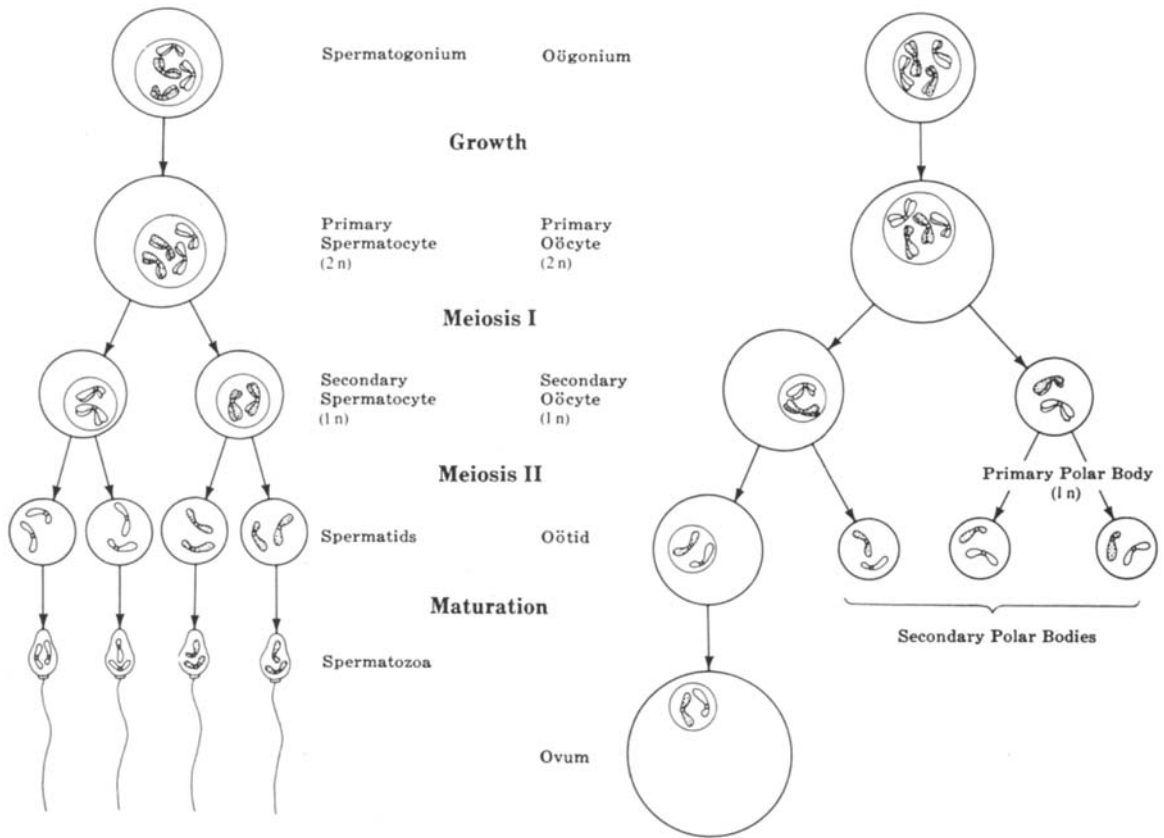 Spermatogonium
Oögonium
Growth
Primary
Spermatocyte
(2 n)
Primary
Oöcyte
(2 n)
Meiosis I
Secondary
Spermatocyte
(1 n)
Secondary
Oöcyte
(1 n)
Meiosis II
Primary Polar Body
(1 n)
Spermatids
Oötid
Maturation
Secondary Polar Bodies
Spermatozoa
Ovum